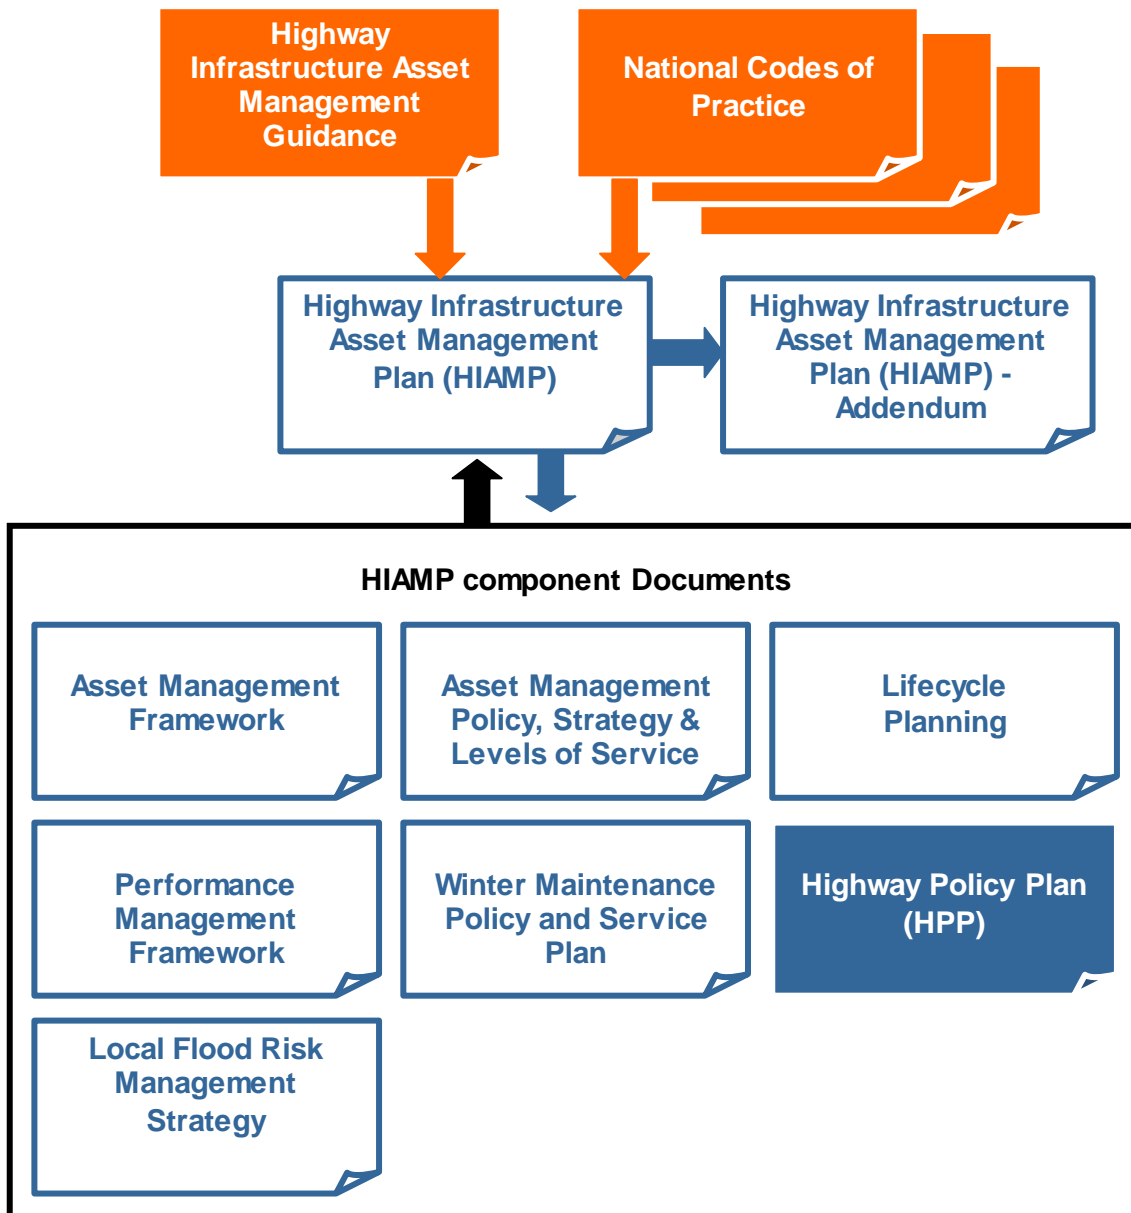 Highway
Infrastructure Asset
Management
Guidance
National Codes of
Practice
Highway Infrastructure
Asset Management
Plan (HIAMP)
Highway Infrastructure
Asset Management
Plan (HIAMP) -
Addendum
HIAMP component Documents
Asset Management
Framework
Asset Management
Policy, Strategy &
Levels of Service
Lifecycle
Planning
Performance
Management
Framework
Winter Maintenance
Policy and Service
Plan
Highway Policy Plan
(HPP)
Local Flood Risk
Management
Strategy